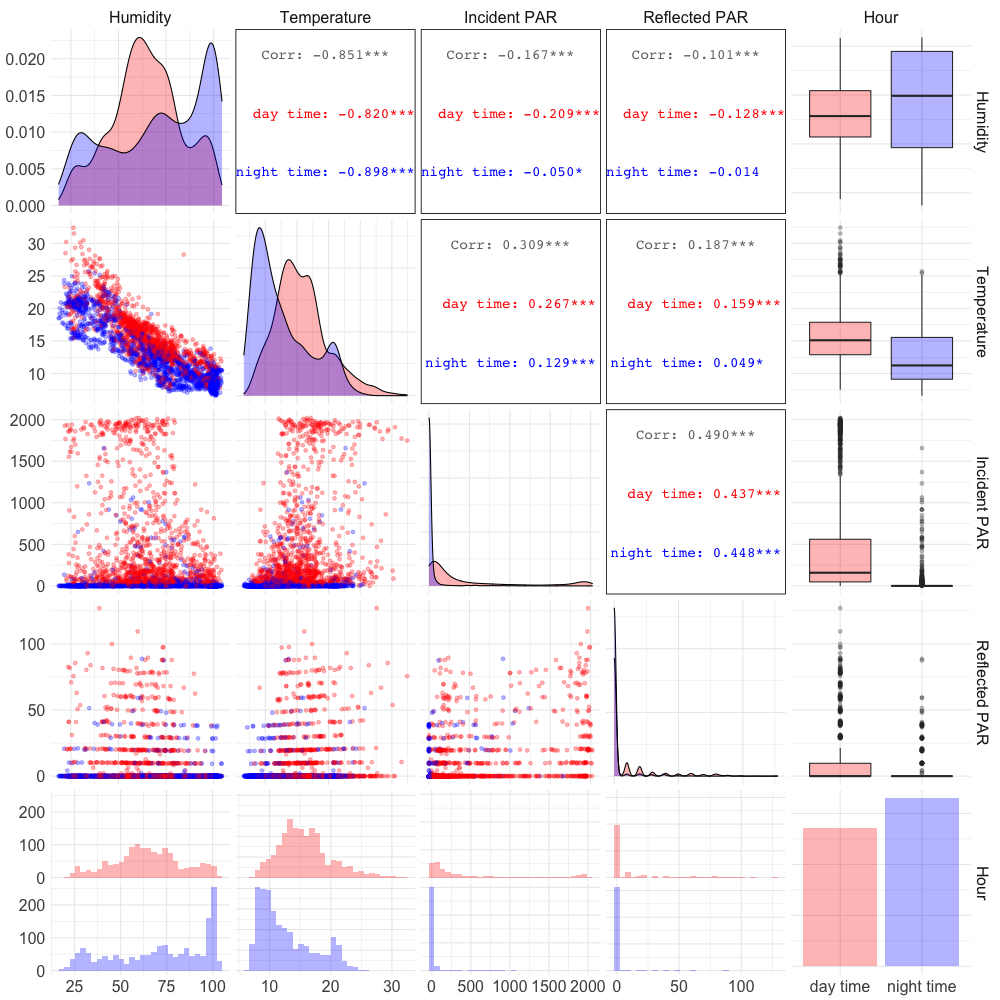 Humidity Temperature Incident PAR Reflected PAR Hour
0.020
0.015
0.010
0.005
0.000
Corr: -0.851***
day time: -0.820***
night time: -0.898***
Corr: -0.167***
day time: -0.209***
night time: -0.050*
Corr: -0.101***
day time: -0.128***
night time: -0.014
Humidity
30
25
20
15
10
Corr: 0.309***
day time: 0.267***
night time: 0.129***
Corr: 0.187***
day time: 0.159***
night time: 0.049*
Temperature
2000
1500
1000
500
0
Corr: 0.490***
day time: 0.437***
night time: 0.448***
Incident PAR
100
50
0
Reflected PAR
200
100
0
200
100
0
Hour
25 50 75 100 10 20 30 0 500 1000 1500 2000 0 50 100 day time night time